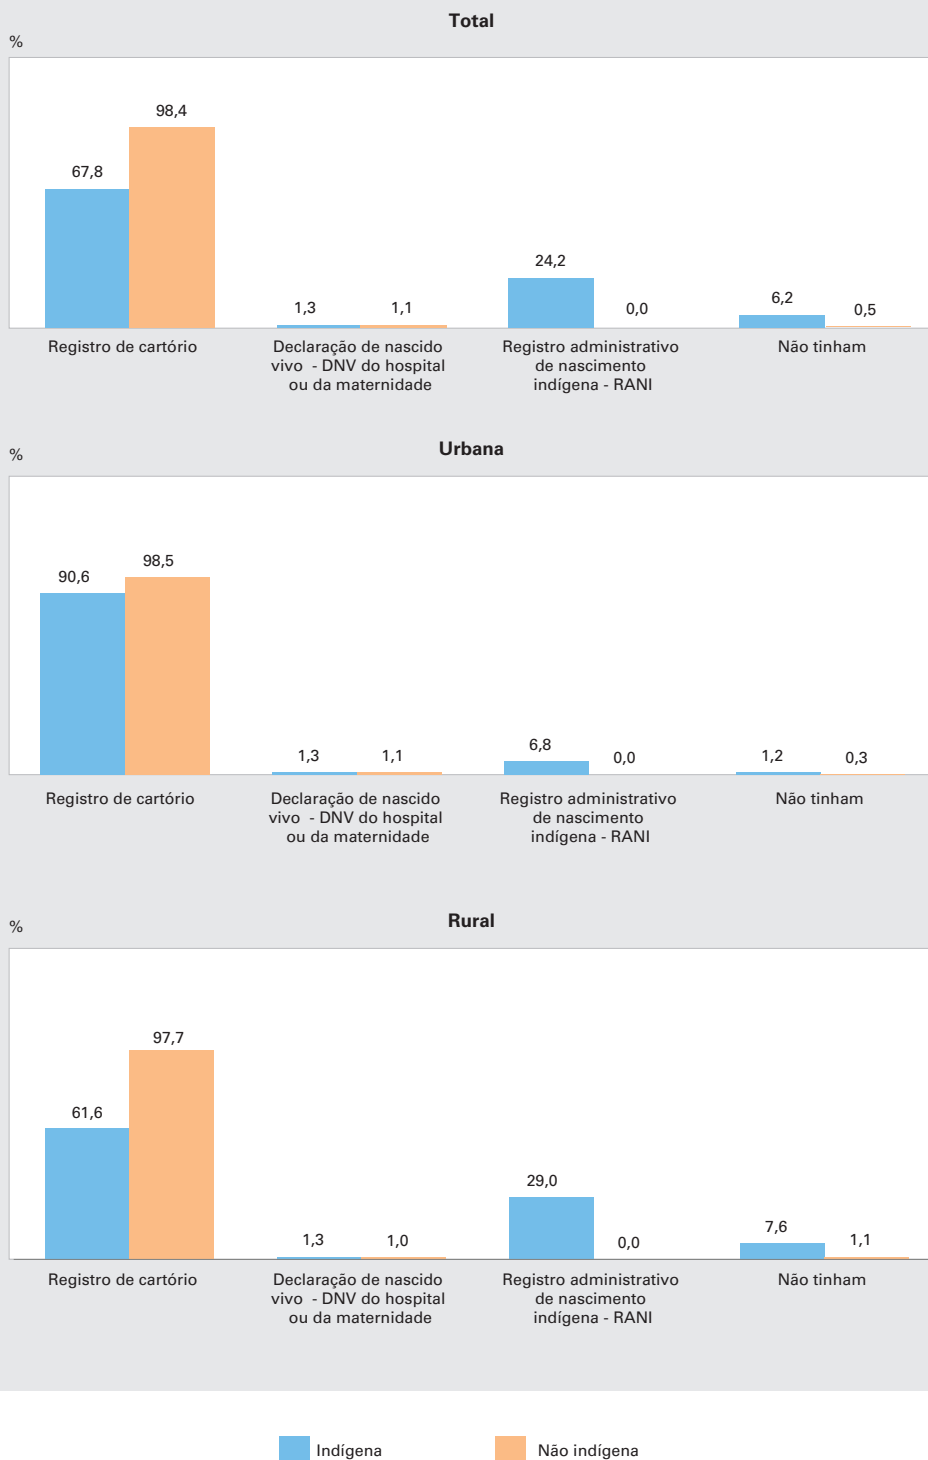 Total
%
98,4
67,8
24,2
6,2
1,3 1,1 0,0 0,5
Registro de cartório
Declaração de nascido
vivo - DNV do hospital
ou da maternidade
Registro administrativo
de nascimento
indígena - RANI
Não tinham
Urbana
%
98,5
90,6
6,8
1,3 1,1 0,0 1,2 0,3
Registro de cartório
Declaração de nascido
vivo - DNV do hospital
ou da maternidade
Registro administrativo
de nascimento
indígena - RANI
Não tinham
Rural
%
97,7
61,6
29,0
7,6
1,3 1,0 0,0 1,1
Registro de cartório
Declaração de nascido
vivo - DNV do hospital
ou da maternidade
Registro administrativo
de nascimento
indígena - RANI
Não tinham
Indígena
Não indígena